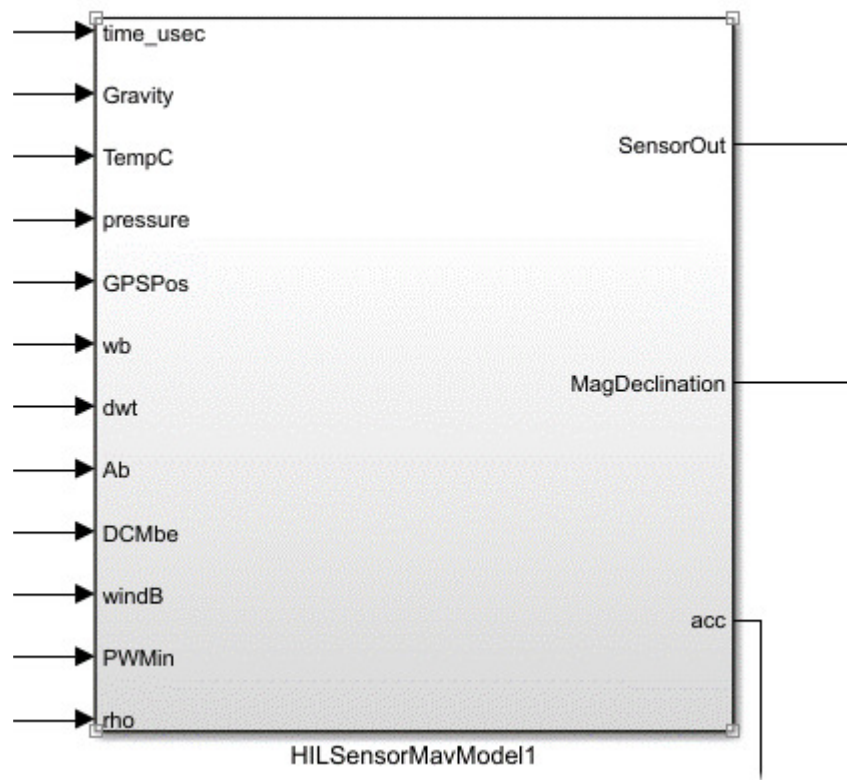 time_usec
Gravity
TempC
pressure
GPSPos
wb
dwt
Ab
DCMbe
windB
PWMin
rho
SensorOut
MagDeclination
acc
HILSensorMavModel1